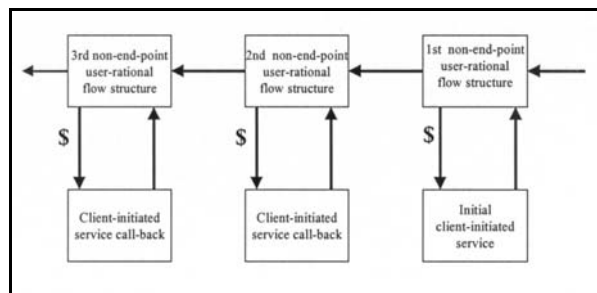 3rd non-end-point
user-rational
flow structure
2nd non-end-point
user-rational
flow structure
1st non-end-point
user-rational
flow structure
$
$
$
Client-initiated
service call-back
Client-initiated
service call-back
Initial
client-initiated
service